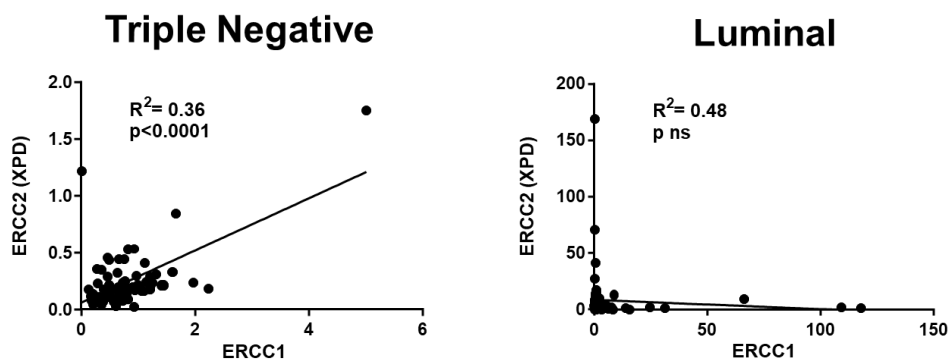 Triple Negative
2.0
1.5
1.0
0.5
0.0
ERCC2 (XPD)
R2= 0.36
p<0.0001
0
2
4
6
ERCC1
Luminal
200
150
100
50
0
ERCC2 (XPD)
R2= 0.48
p ns
0
50
100
150
ERCC1